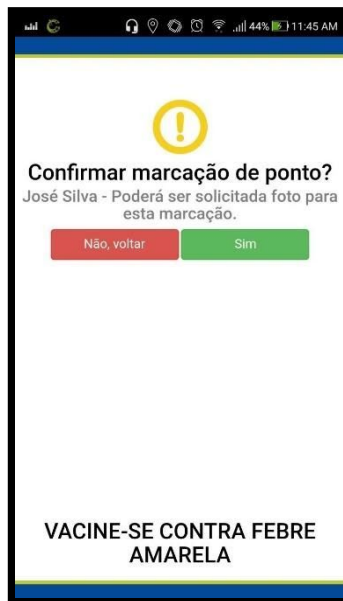 44% 11:45 AM
Confirmar marcação de ponto?
José Silva - Poderá ser solicitada foto para
esta marcação.
Não, voltar
Sim
VACINE-SE CONTRA FEBRE
AMARELA